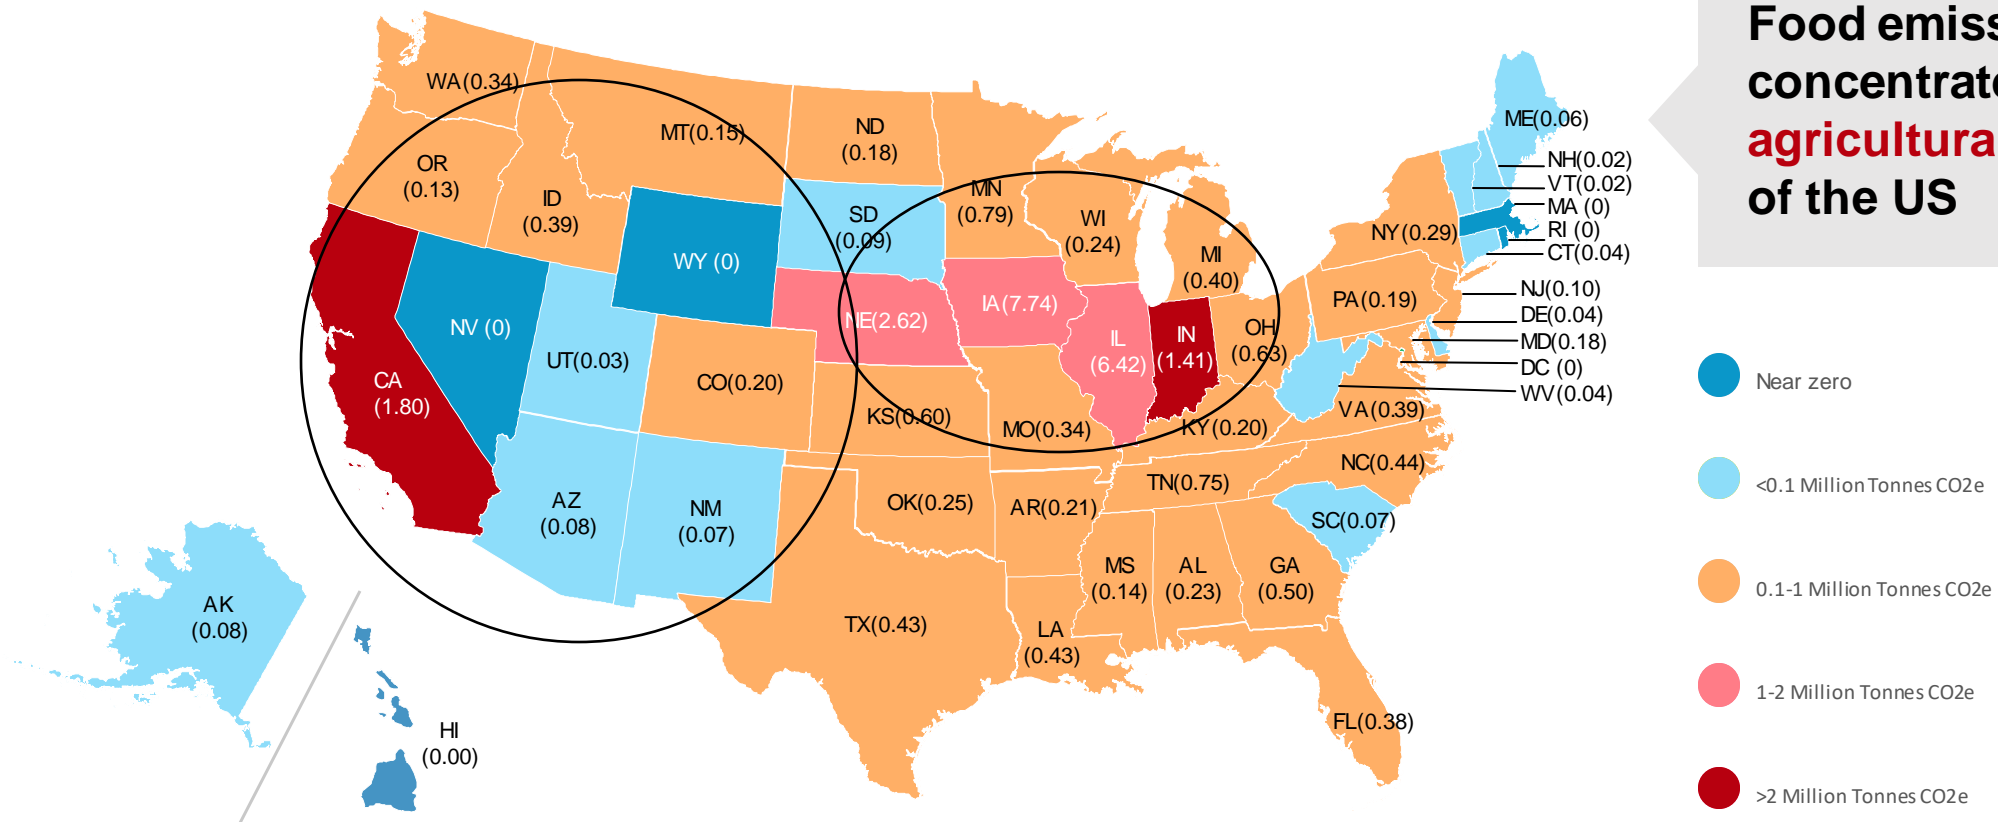 Food emiss
concentrate
agricultura
of the US
WA(0.34)
MT(0.15)
ND
(0.18)
OR
(0.13)
ID
(0.39)
MN
(0.79)
SD
(0.09)
WI
(0.24)
MI
(0.40)
NY(0.29)
ME(0.06)
NH(0.02)
VT(0.02)
MA (0)
RI (0)
CT(0.04)
WY (0)
NV (0)
NE(2.62)
IA(7.74)
IL
(6.42)
IN
(1.41)
OH
(0.63)
PA(0.19)
NJ(0.10)
DE(0.04)
MD(0.18)
DC (0)
WV(0.04)
CA
(1.80)
UT(0.03)
CO(0.20)
KS(0.60)
MO(0.34)
KY(0.20)
VA(0.39)
NC(0.44)
TN(0.75)
AZ
(0.08)
NM
(0.07)
OK(0.25)
AR(0.21)
SC(0.07)
MS
(0.14)
AL
(0.23)
GA
(0.50)
TX(0.43)
LA
(0.43)
FL(0.38)
AK
(0.08)
HI
(0.00)
Near zero
<0.1 Million Tonnes CO2e
0.1-1 Million Tonnes CO2e
1-2 Million Tonnes CO2e
>2 Million Tonnes CO2e